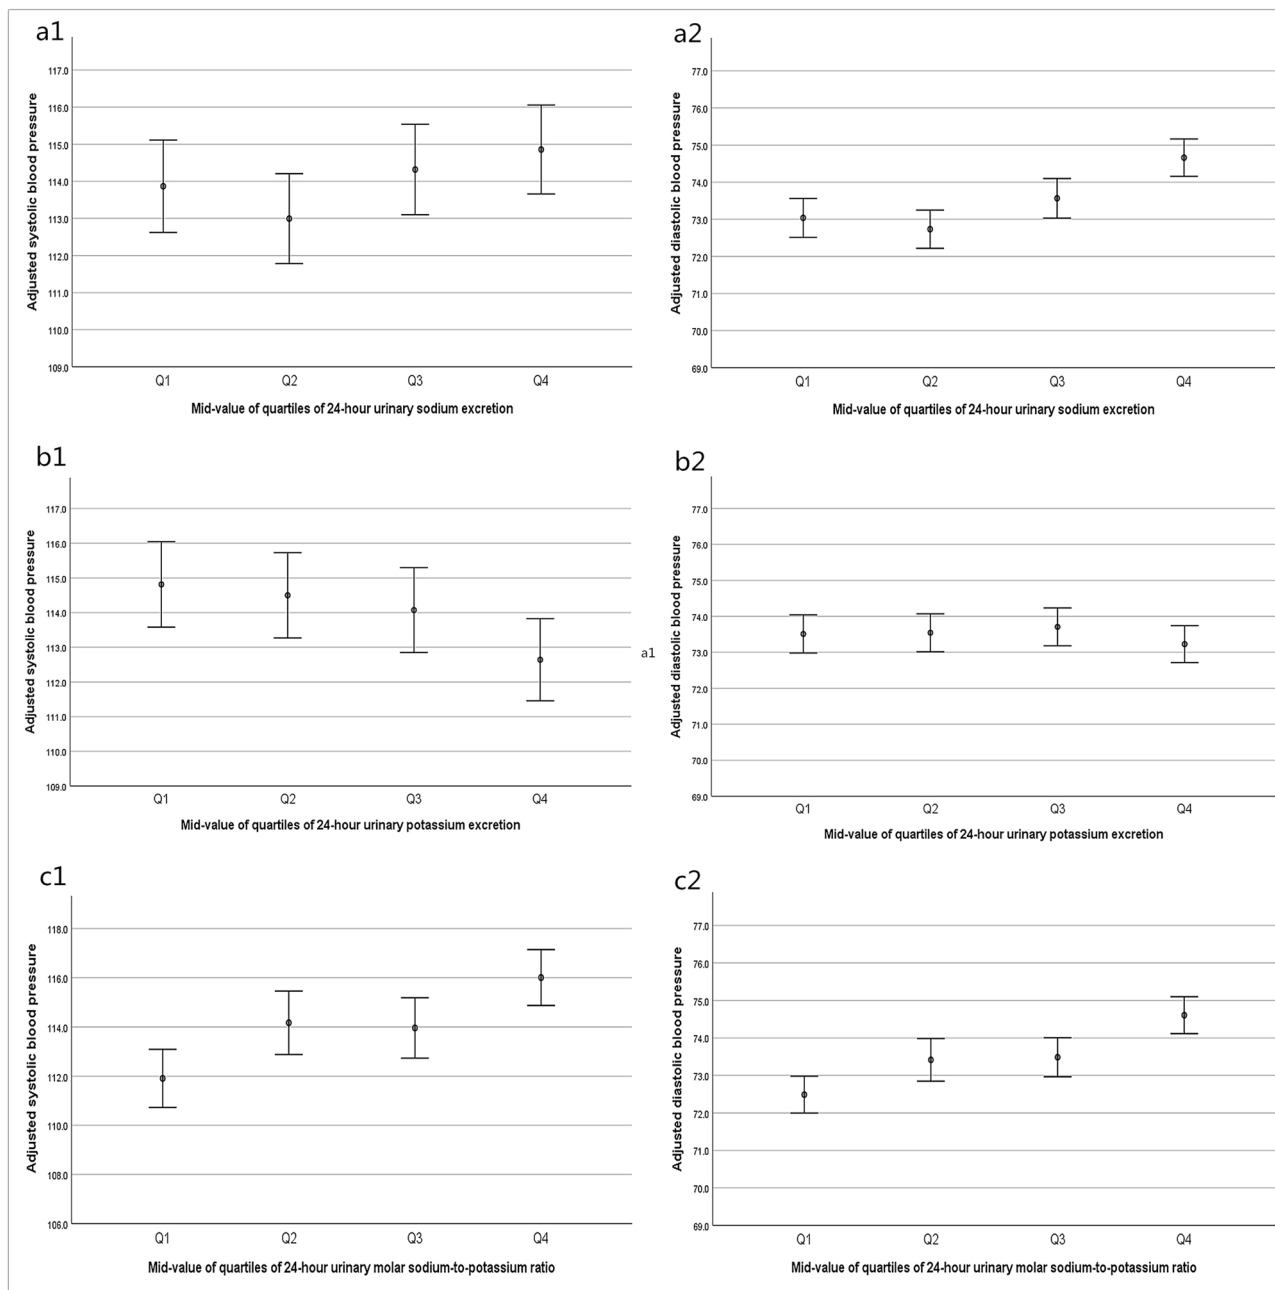 a1
Adjusted systolic blood pressure
117.0
116.0
115.0
114.0
113.0
112.0
111.0
110.0
109.0
Q1 Q2 Q3 Q4
Mid-value of quartiles of 24-hour urinary sodium excretion
a2
Adjusted diastolic blood pressure
77.0
76.0
75.0
74.0
73.0
72.0
71.0
70.0
69.0
Q1 Q2 Q3 Q4
Mid-value of quartiles of 24-hour urinary sodium excretion
b1
Adjusted systolic blood pressure
117.0
116.0
115.0
114.0
113.0
112.0
111.0
110.0
109.0
Q1 Q2 Q3 Q4
Mid-value of quartiles of 24-hour urinary potassium excretion
a1
b2
Adjusted diastolic blood pressure
77.0
76.0
75.0
74.0
73.0
72.0
71.0
70.0
69.0
Q1 Q2 Q3 Q4
Mid-value of quartiles of 24-hour urinary potassium excretion
c1
Adjusted systolic blood pressure
118.0
116.0
114.0
112.0
110.0
108.0
106.0
Q1 Q2 Q3 Q4
Mid-value of quartiles of 24-hour urinary molar sodium-to-potassium ratio
c2
Adjusted diastolic blood pressure
77.0
76.0
75.0
74.0
73.0
72.0
71.0
70.0
69.0
Q1 Q2 Q3 Q4
Mid-value of quartiles of 24-hour urinary molar sodium-to-potassium ratio